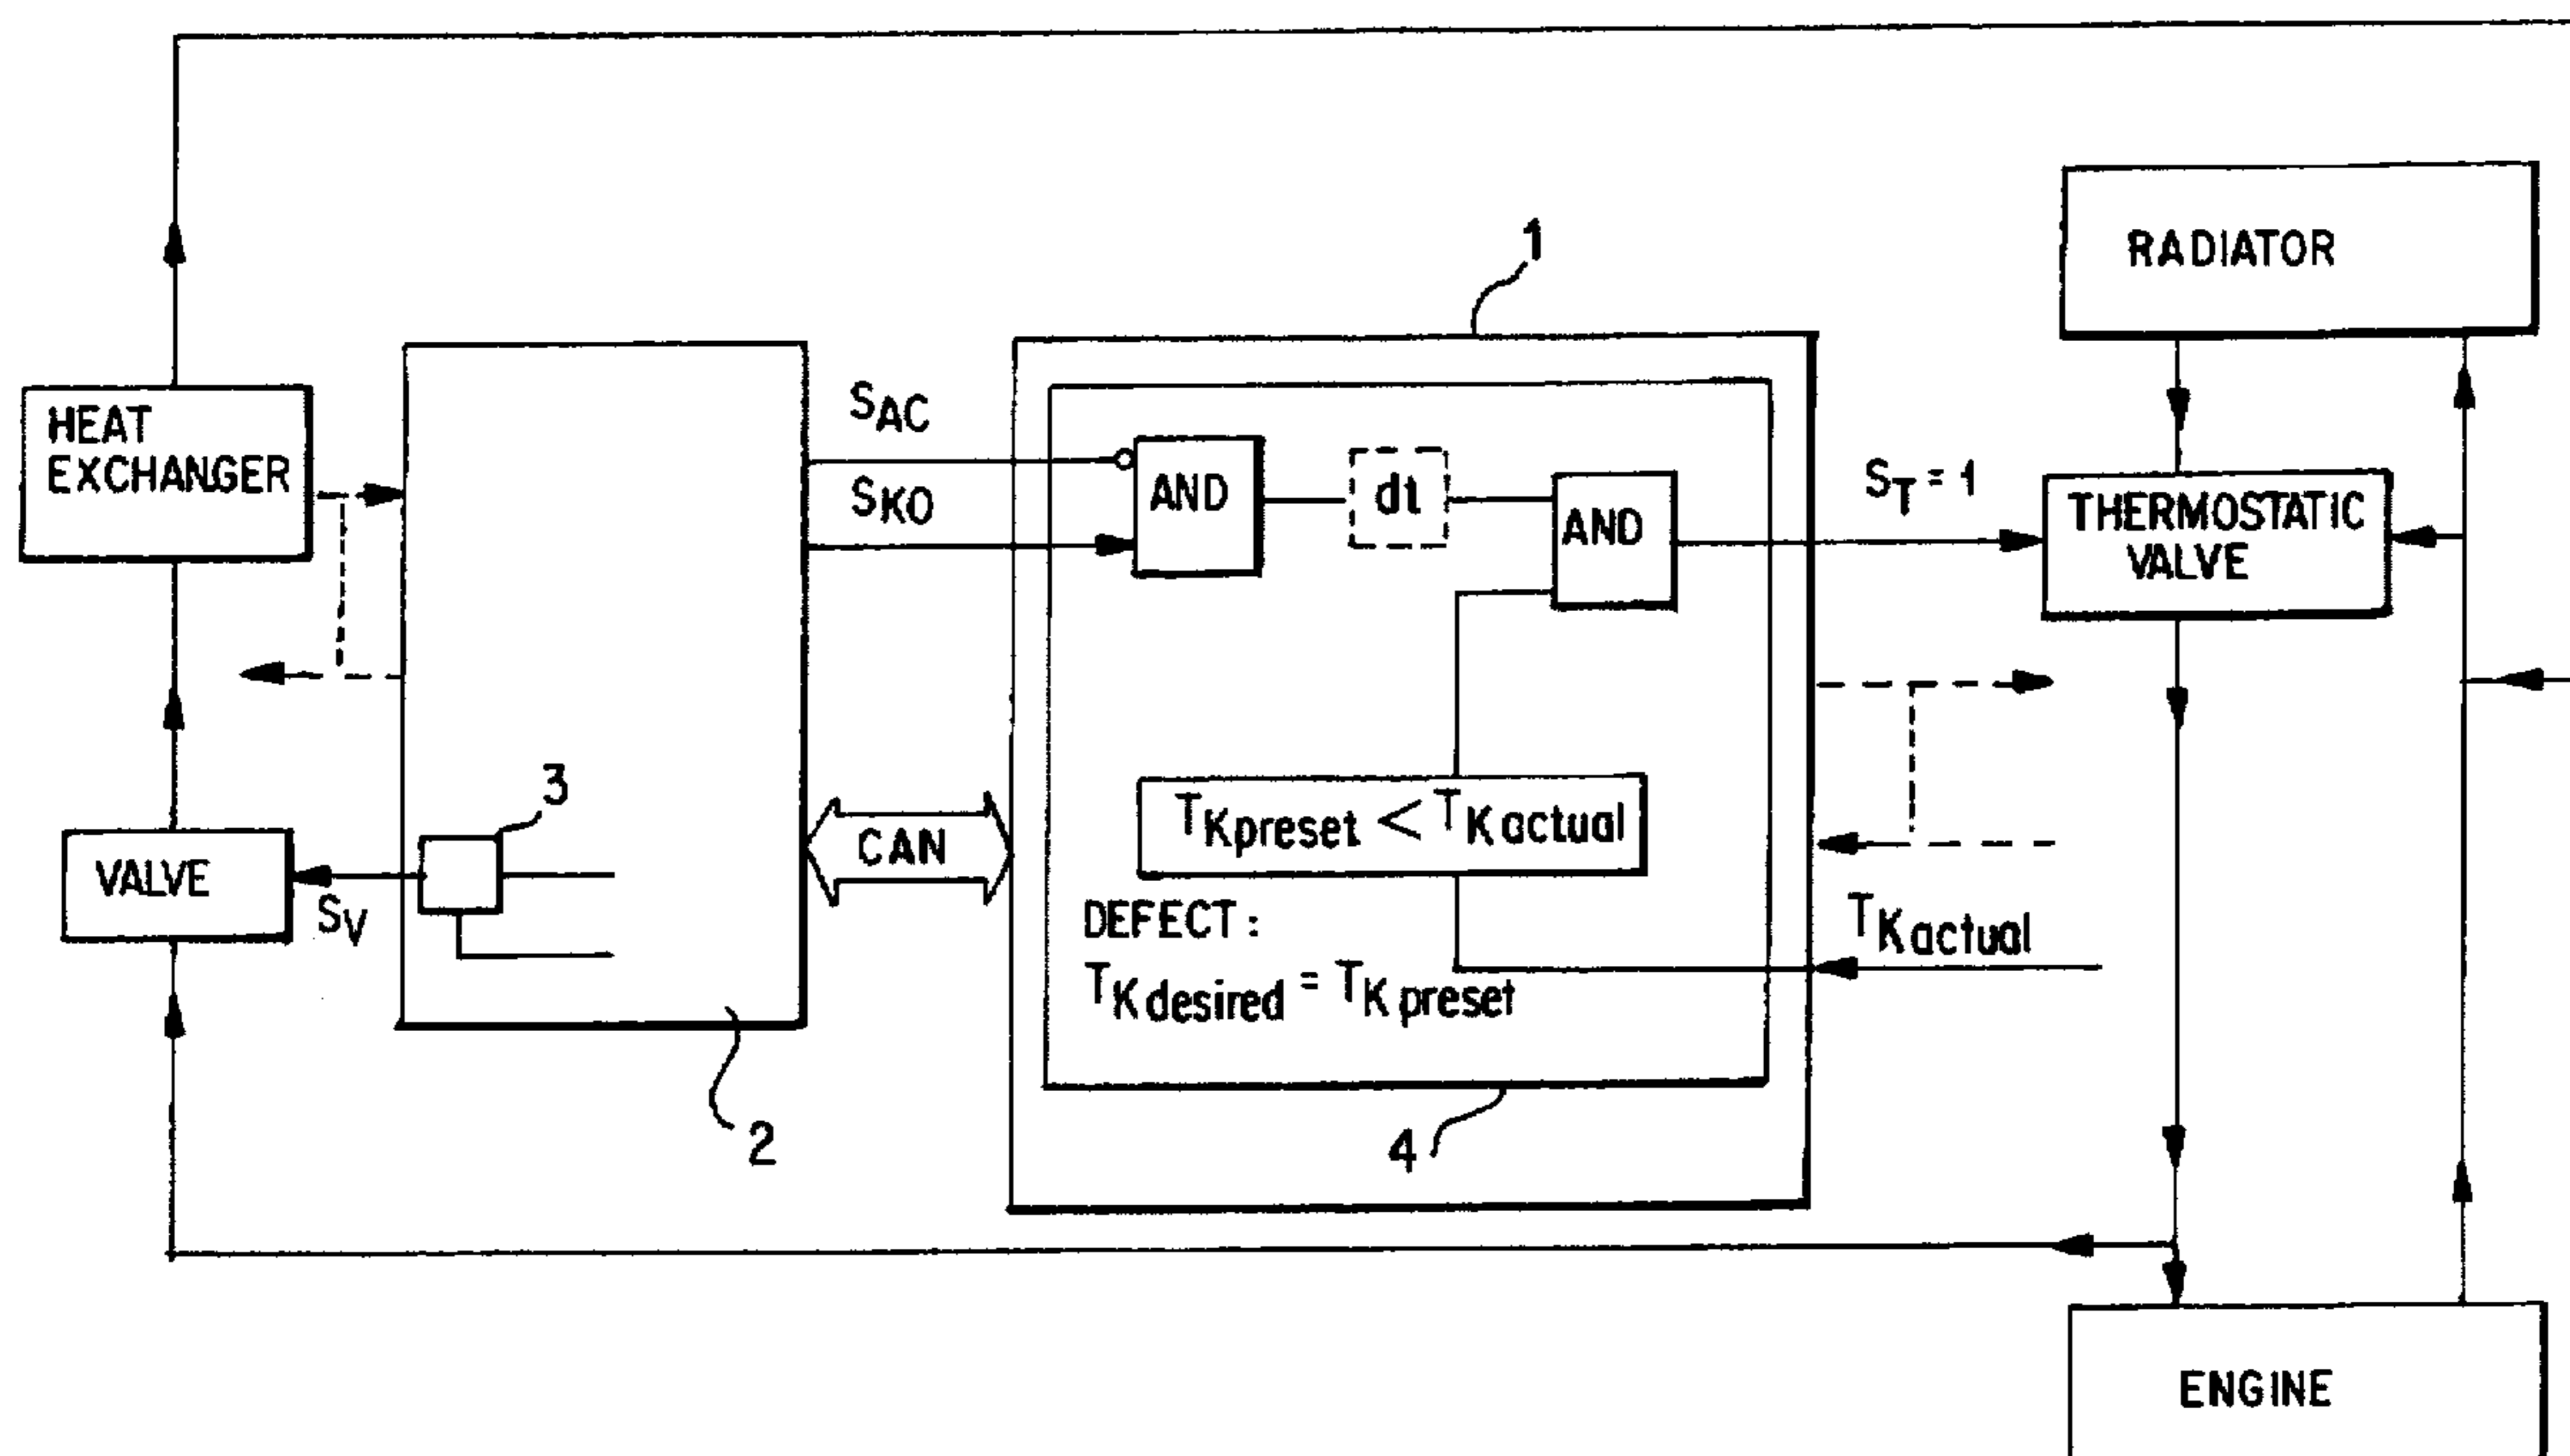 1
RADIATOR
HEAT
EXCHANGER
SAC
SKO
AND
dt
AND
ST = 1
THERMOSTATIC
VALVE
3
VALVE
SV
CAN
TKpreset < TKactual
DEFECT:
TKdesired = TKpreset
TKactual
2
4
ENGINE